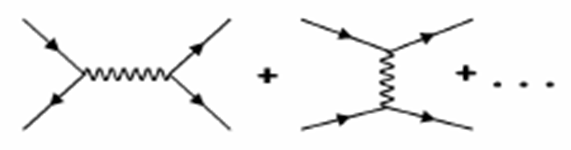 + + . . .